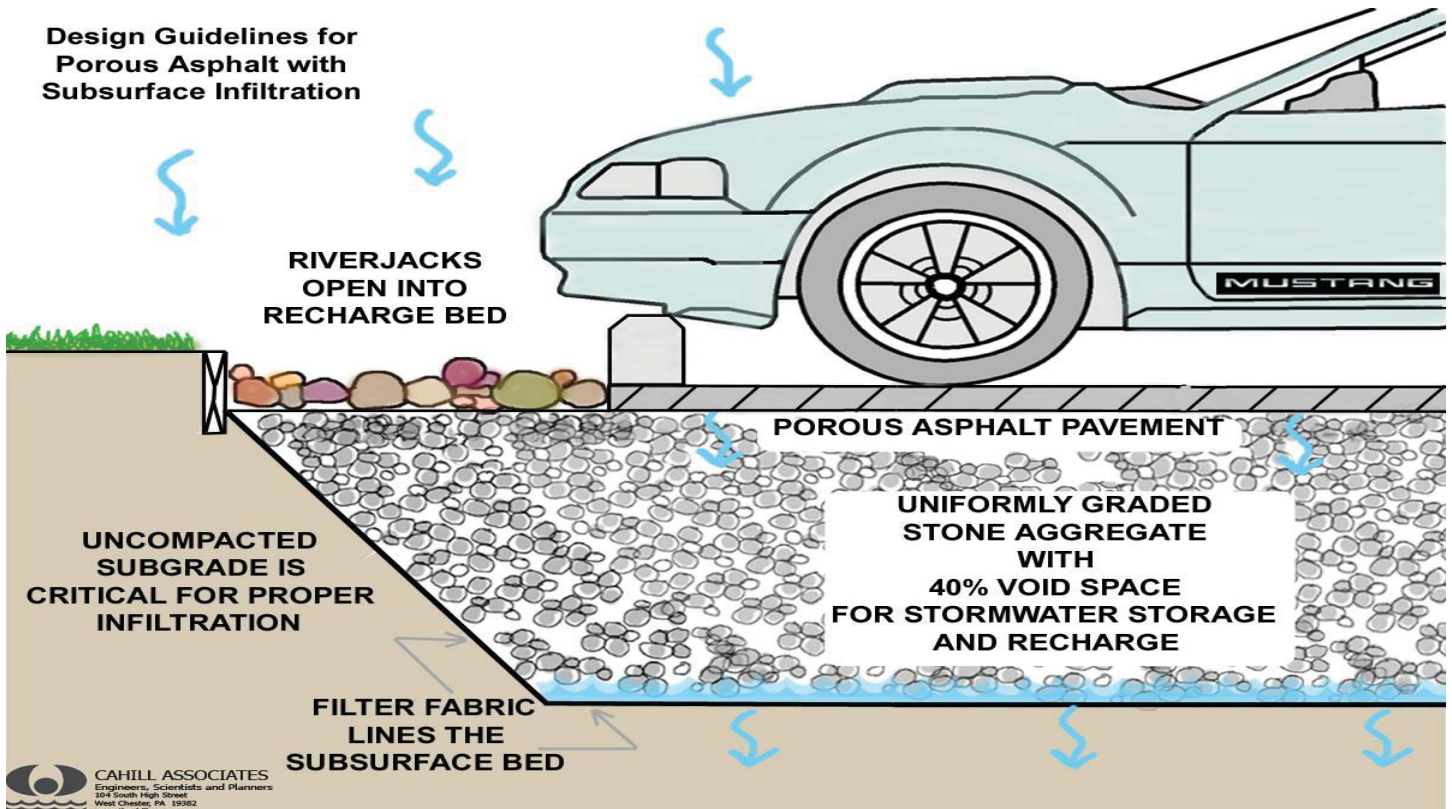 Design Guidelines for
Porous Asphalt with
Subsurface Infiltration
RIVERJACKS
OPEN INTO
RECHARGE BED
MUSTANG
POROUS ASPHALT PAVEMENT
UNIFORMLY GRADED
STONE AGGREGATE
WITH
40% VOID SPACE
FOR STORMWATER STORAGE
AND RECHARGE
UNCOMPACTED
SUBGRADE IS
CRITICAL FOR PROPER
INFILTRATION
FILTER FABRIC
LINES THE
SUBSURFACE BED
CAHILL ASSOCIATES
Engineers, Scientists and Planners
104 South High Street
West Chester, PA 19382